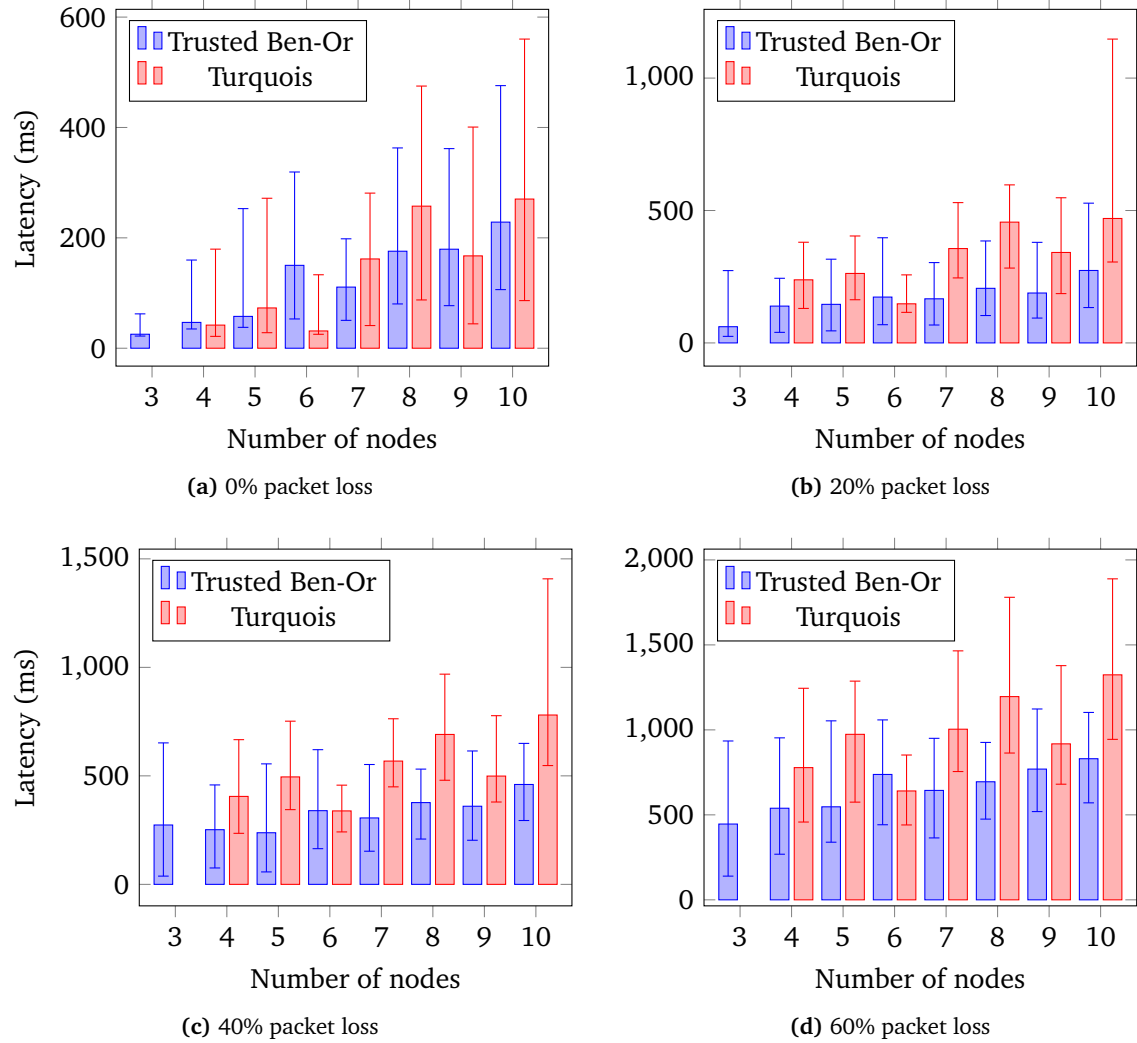 600
400
200
0
Latency (ms)
Trusted Ben-Or
Turquois
3 4 5 6 7 8 9 10
Number of nodes
(a) 0% packet loss
1,000
500
0
Trusted Ben-Or
Turquois
3 4 5 6 7 8 9 10
Number of nodes
(b) 20% packet loss
1,500
1,000
500
0
Latency (ms)
Trusted Ben-Or
Turquois
3 4 5 6 7 8 9 10
Number of nodes
(c) 40% packet loss
2,000
1,500
1,000
500
0
Trusted Ben-Or
Turquois
3 4 5 6 7 8 9 10
Number of nodes
(d) 60% packet loss